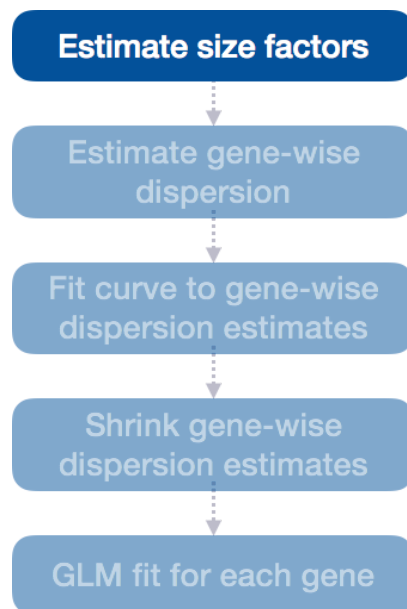 Estimate size factors
Estimate gene-wise
dispersion
Fit curve to gene-wise
dispersion estimates
Shrink gene-wise
dispersion estimates
GLM fit for each gene